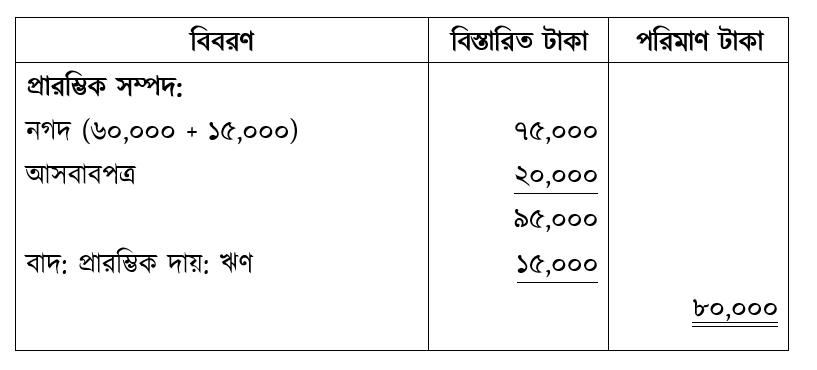 বিবরণ বিস্তারিত টাকা পরিমাণ টাকা
প্রারম্ভিক সম্পদ:
নগদ (৬০,০০০ + ১৫,০০০) ৭৫,০০০
আসবাবপত্র ২০,০০০
৯৫,০০০
বাদ: প্রারম্ভিক দায়: ঋণ ১৫,০০০
৮০,০০০